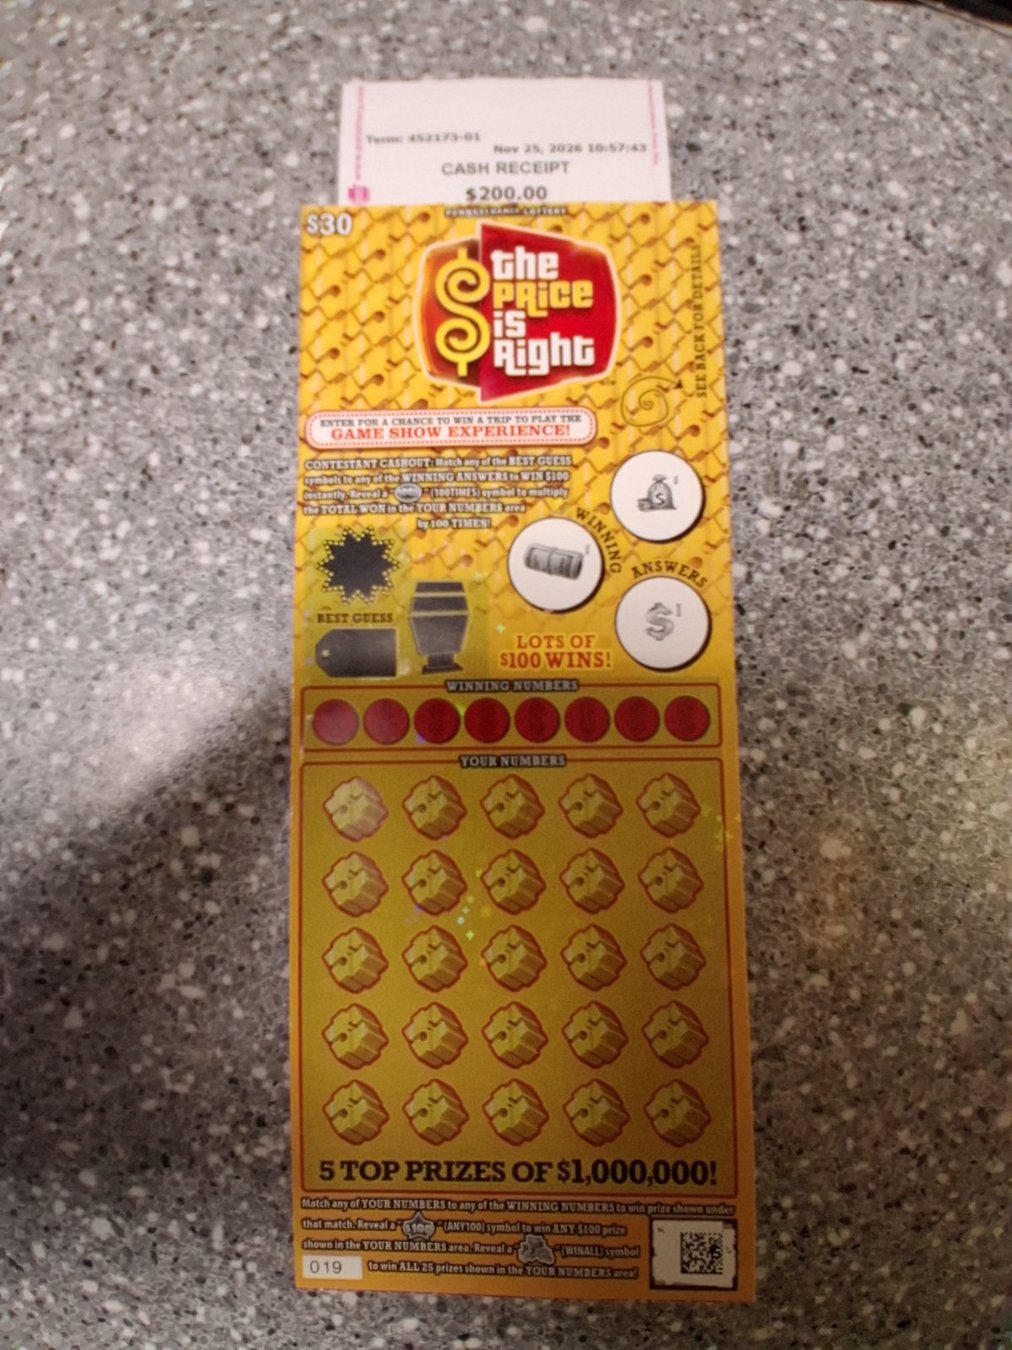 Term: 452173-01
Nov 25, 2026 10:57:43
CASH RECEIPT
$200.00
PENNSYLVANIA LOTTERY
$30
the
PRICE
is
Right
SEE BACK FOR DETAILS
ENTER FOR A CHANCE TO WIN A TRIP TO PLAY THE
GAME SHOW EXPERIENCE!
CONTESTANT CASHOUT: Match any of the BEST GUESS
symbols to any of the WINNING ANSWERS to WIN $100
instantly. Reveal a " " (100TIMES) symbol to multiply
the TOTAL WON in the YOUR NUMBERS area
by 100 TIMES!
WINNING
ANSWERS
BEST GUESS
LOTS OF
$100 WINS!
WINNING NUMBERS
YOUR NUMBERS
5 TOP PRIZES OF $1,000,000!
Match any of YOUR NUMBERS to any of the WINNING NUMBERS to win prize shown under
that match. Reveal a "$100" (ANY100) symbol to win ANY $100 prize
shown in the YOUR NUMBERS area. Reveal a " " (WINALL) symbol
to win ALL 25 prizes shown in the YOUR NUMBERS area!
019